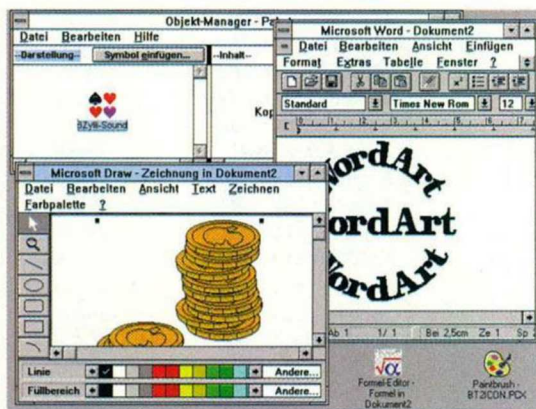 Objekt-Manager - Paket
Datei Bearbeiten Hilfe
Darstellung
Symbol einfügen...
Inhalt
Kop
Microsoft Word - Dokument2
Datei Bearbeiten Ansicht Einfügen
Format Extras Tabelle Fenster ?
Standard
Times New Rom
12
WordArt
WordArt
WordArt
Ab 1 1/ 1 Bei 2,5cm Ze 1 Sp
Microsoft Draw - Zeichnung in Dokument2
Datei Bearbeiten Ansicht Text Zeichnen
Farbpalette ?
Linie
Andere...
Füllbereich
Andere...
√α
Formel-Editor -
Formel in
Dokument2
Paintbrush -
BT2ICON.PCX